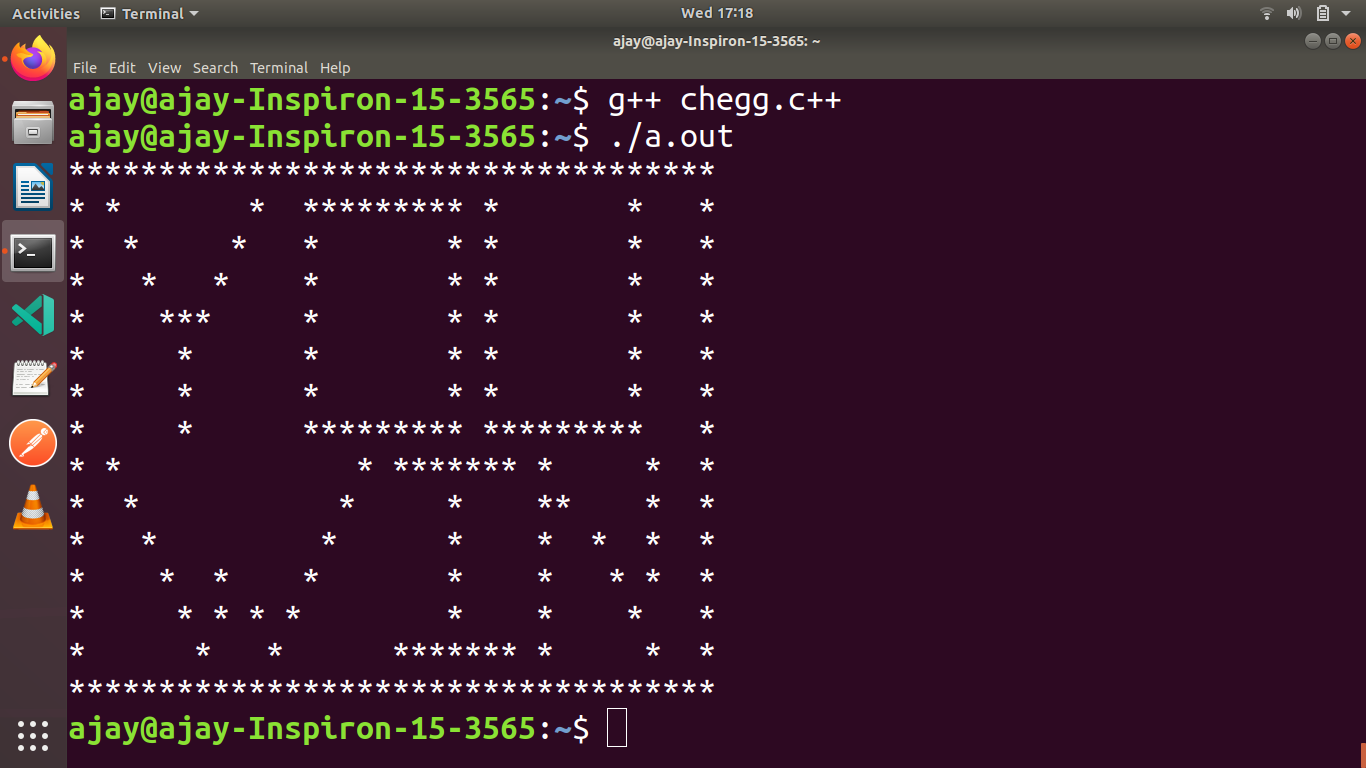 Activities Terminal Wed 17:18
ajay@ajay-Inspiron-15-3565: ~
File Edit View Search Terminal Help
ajay@ajay-Inspiron-15-3565:~$ g++ chegg.c++
ajay@ajay-Inspiron-15-3565:~$ ./a.out
************************************
* *       *  ********* *       *   *
*  *     *   *       * *       *   *
*   *   *    *       * *       *   *
*    ***     *       * *       *   *
*     *      *       * *       *   *
*     *      *       * *       *   *
*     *      ********* *********   *
* *             * ******* *     *  *
*  *           *     *    **    *  *
*   *         *      *    *  *  *  *
*    *  *    *       *    *   * *  *
*     * * * *        *    *    *   *
*      *   *      ******* *     *  *
************************************
ajay@ajay-Inspiron-15-3565:~$